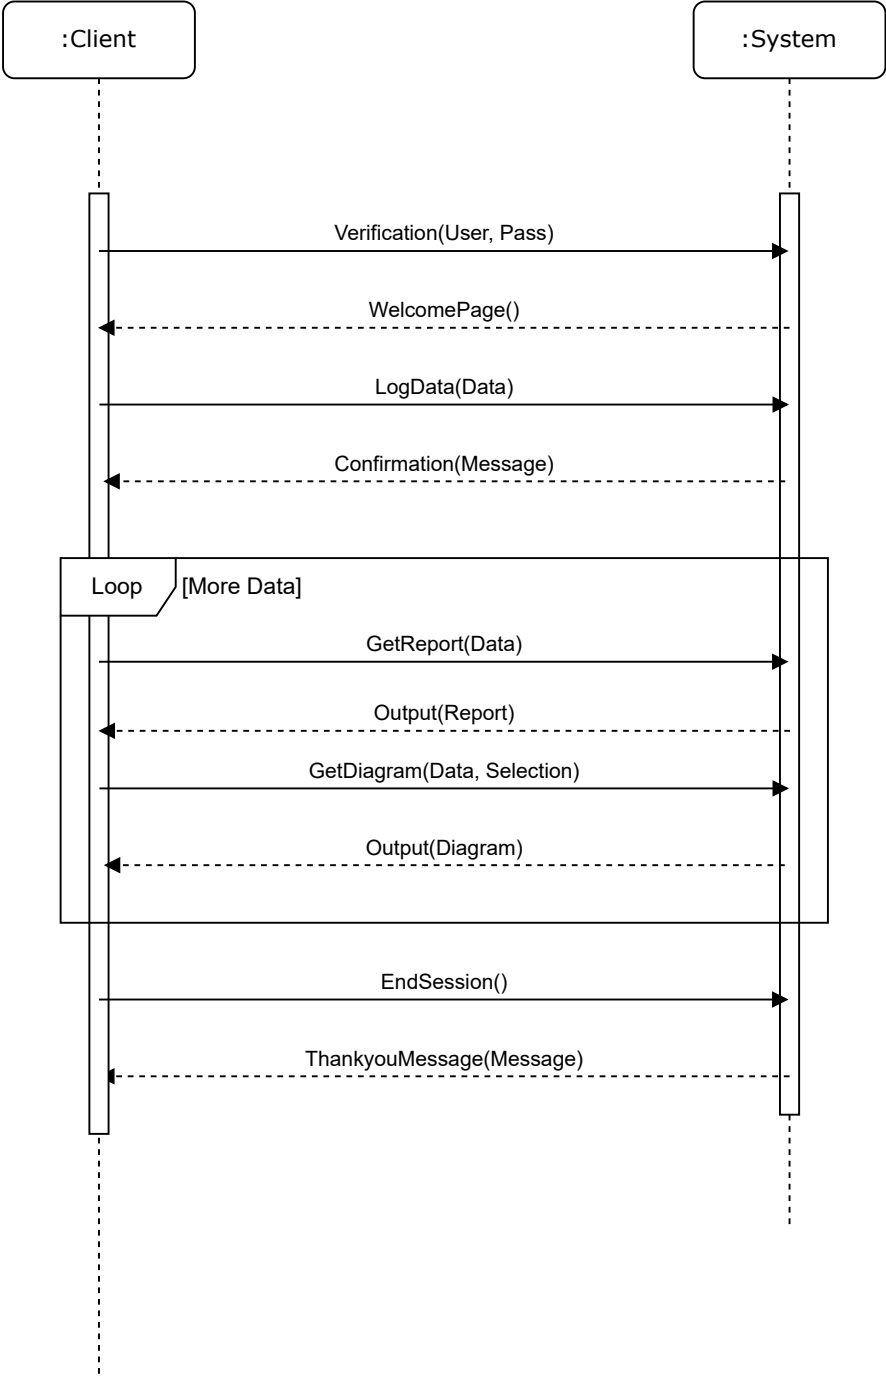 :Client
:System
Verification(User, Pass)
WelcomePage()
LogData(Data)
Confirmation(Message)
Loop
[More Data]
GetReport(Data)
Output(Report)
GetDiagram(Data, Selection)
Output(Diagram)
EndSession()
ThankyouMessage(Message)